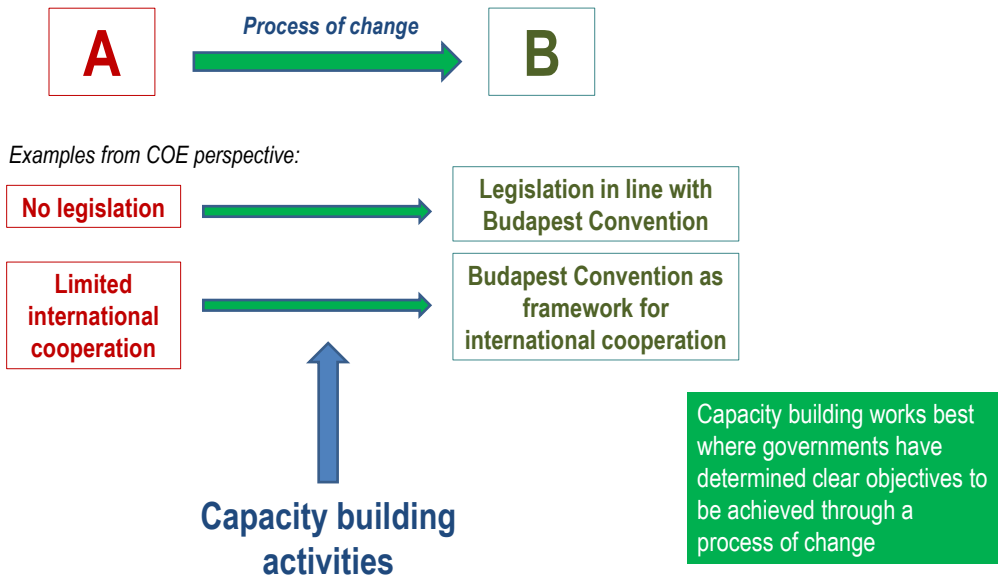 A
Process of change
B
Examples from COE perspective:
No legislation
Legislation in line with
Budapest Convention
Limited
international
cooperation
Budapest Convention as
framework for
international cooperation
Capacity building
activities
Capacity building works best
where governments have
determined clear objectives to
be achieved through a
process of change